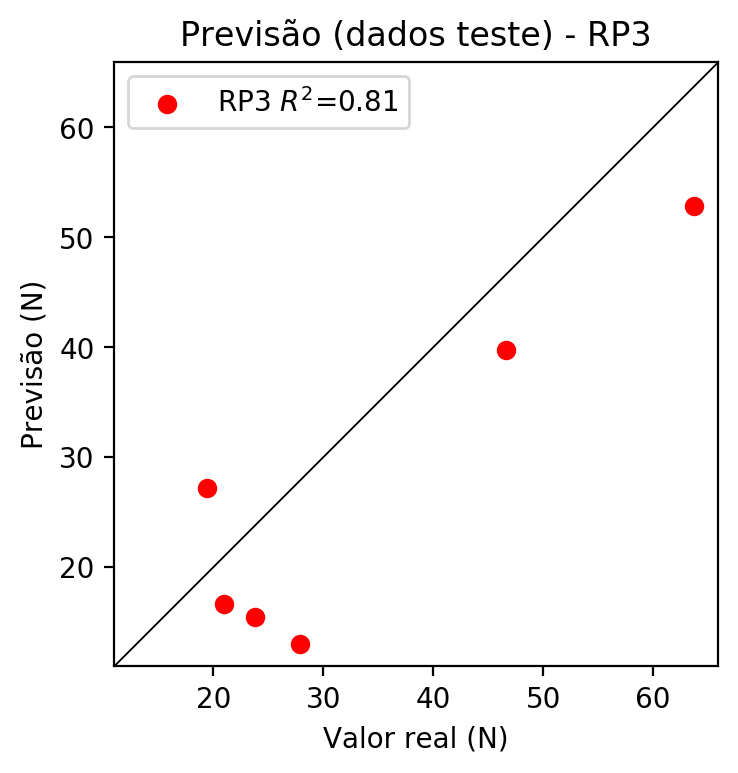 Previsão (dados teste) - RP3
RP3 R²=0.81
60
50
40
30
20
Previsão (N)
20 30 40 50 60
Valor real (N)